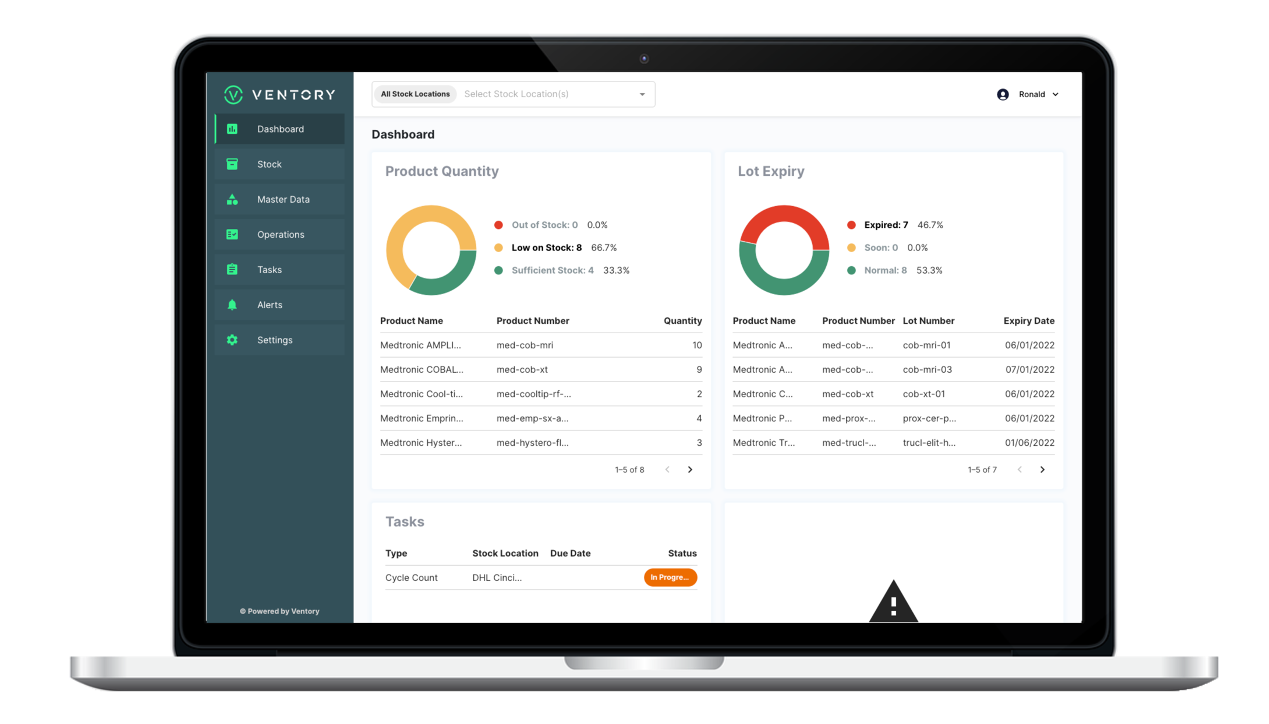 VENTORY
Dashboard
Stock
Master Data
Operations
Tasks
Alerts
Settings
© Powered by Ventory
All Stock Locations Select Stock Location(s)
Ronald
Dashboard
Product Quantity
Out of Stock: 0 0.0%
Low on Stock: 8 66.7%
Sufficient Stock: 4 33.3%
Product Name Product Number Quantity
Medtronic AMPLI... med-cob-mri 10
Medtronic COBAL... med-cob-xt 9
Medtronic Cool-ti... med-cooltip-rf-... 2
Medtronic Emprin... med-emp-sx-a... 4
Medtronic Hyster... med-hystero-fl... 3
1–5 of 8
Lot Expiry
Expired: 7 46.7%
Soon: 0 0.0%
Normal: 8 53.3%
Product Name Product Number Lot Number Expiry Date
Medtronic A... med-cob-... cob-mri-01 06/01/2022
Medtronic A... med-cob-... cob-mri-03 07/01/2022
Medtronic C... med-cob-xt cob-xt-01 06/01/2022
Medtronic P... med-prox-... prox-cer-p... 06/01/2022
Medtronic Tr... med-trucl-... trucl-elit-h... 01/06/2022
1–5 of 7
Tasks
Type Stock Location Due Date Status
Cycle Count DHL Cinci... In Progre...